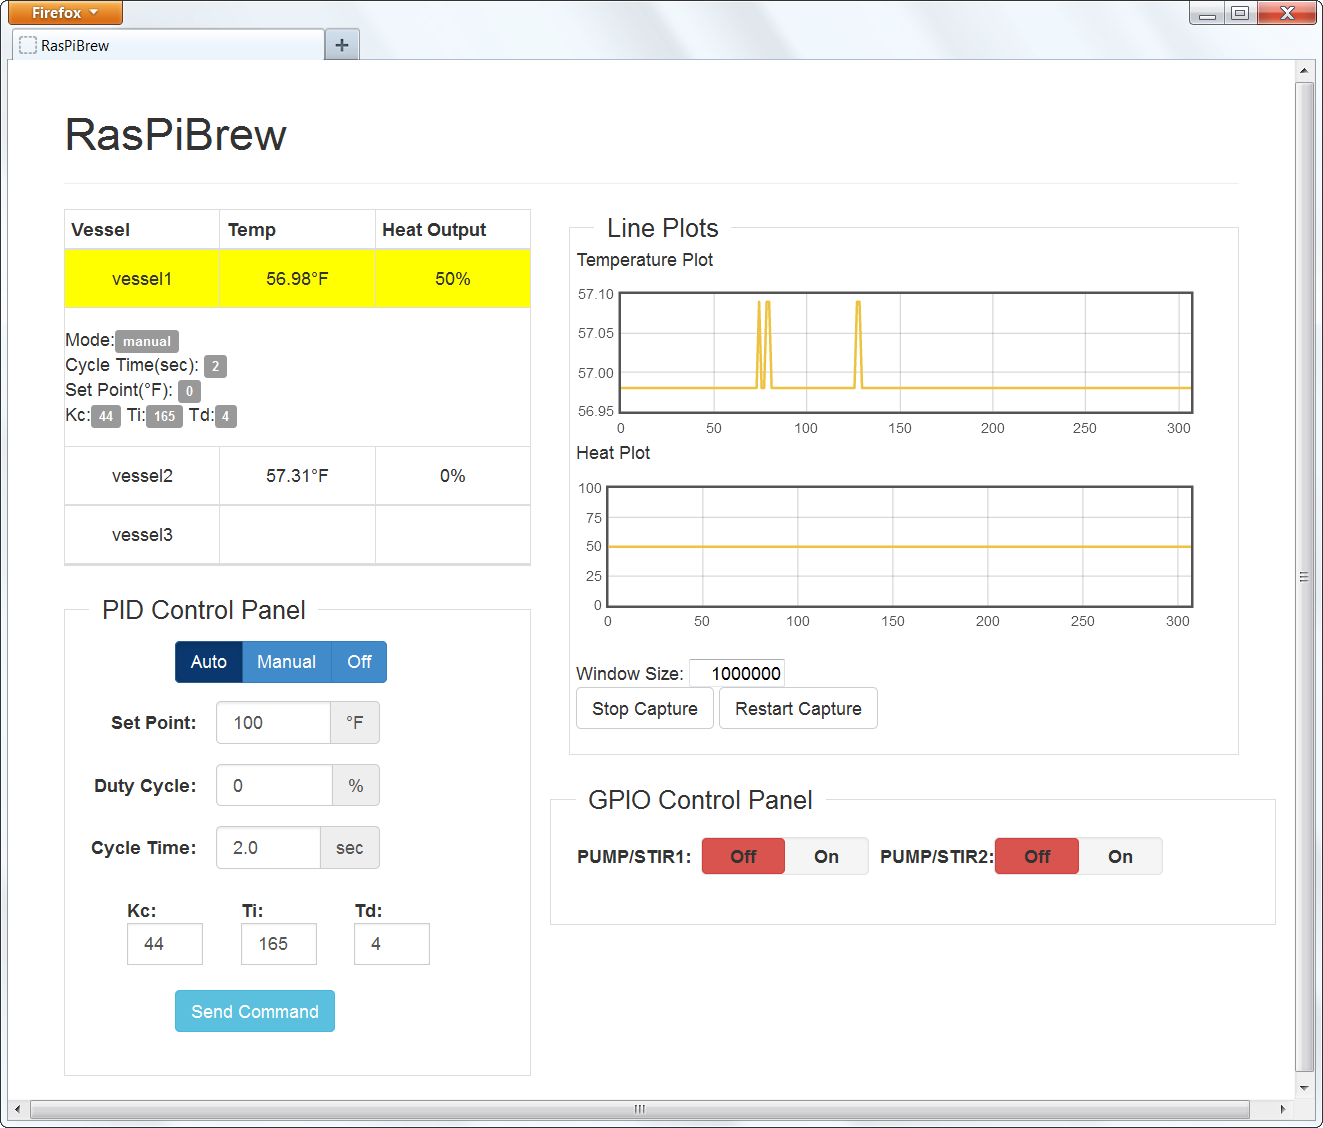 Firefox
RasPiBrew
RasPiBrew
Vessel Temp Heat Output
vessel1 56.98°F 50%
Mode: manual
Cycle Time(sec): 2
Set Point(°F): 0
Kc: 44 Ti: 165 Td: 4
vessel2 57.31°F 0%
vessel3
PID Control Panel
Auto Manual Off
Set Point: 100 °F
Duty Cycle: 0 %
Cycle Time: 2.0 sec
Kc: Ti: Td:
44 165 4
Send Command
Line Plots
Temperature Plot
57.10
57.05
57.00
56.95
0 50 100 150 200 250 300
Heat Plot
100
75
50
25
0
0 50 100 150 200 250 300
Window Size: 1000000
Stop Capture Restart Capture
GPIO Control Panel
PUMP/STIR1: Off On PUMP/STIR2: Off On